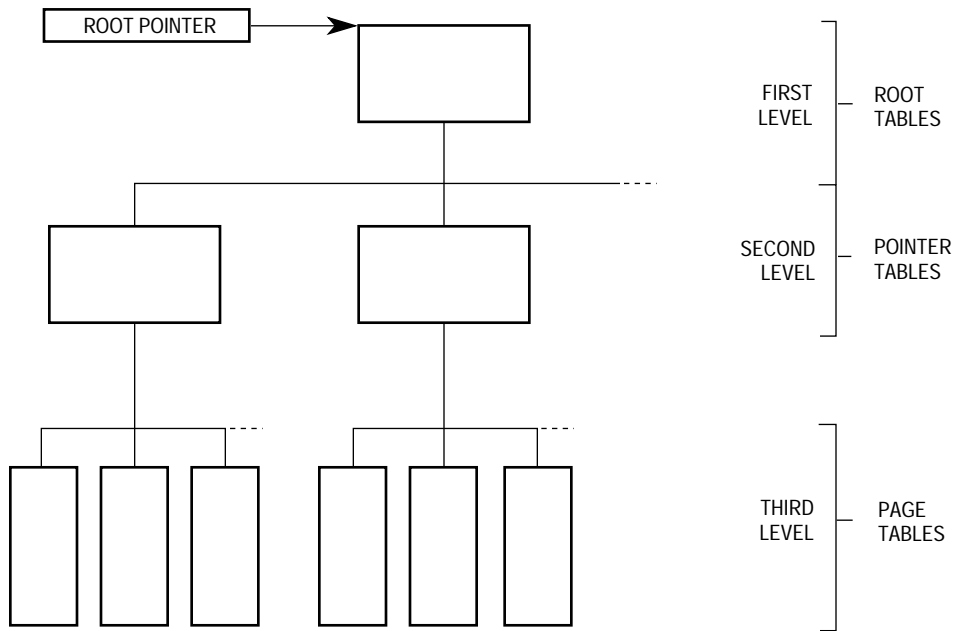 ROOT POINTER
FIRST
LEVEL
ROOT
TABLES
SECOND
LEVEL
POINTER
TABLES
THIRD
LEVEL
PAGE
TABLES